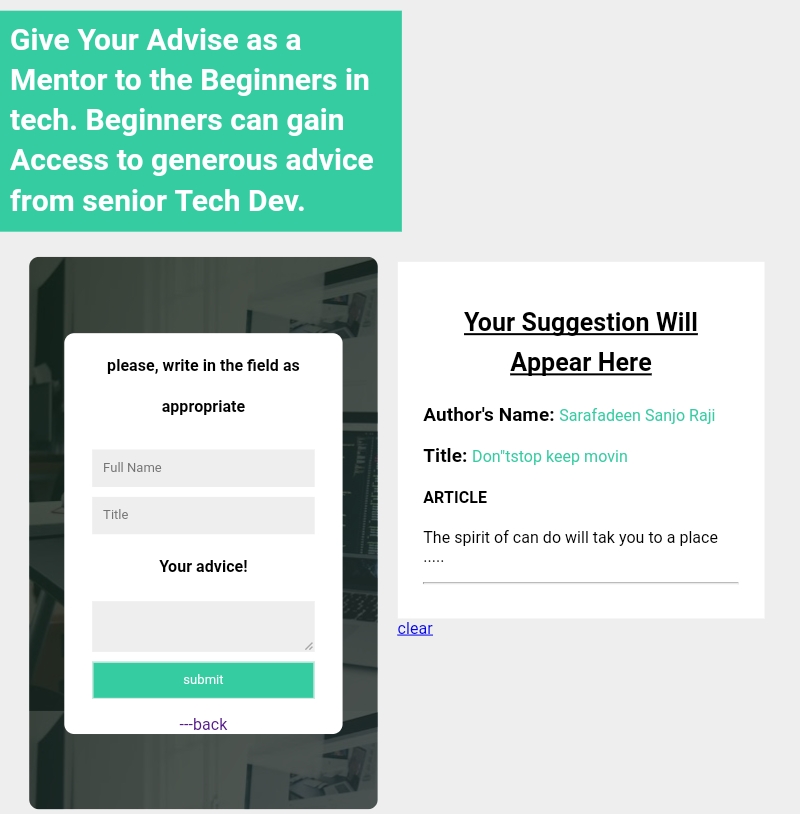 Give Your Advise as a
Mentor to the Beginners in
tech. Beginners can gain
Access to generous advice
from senior Tech Dev.
please, write in the field as
appropriate
Full Name
Title
Your advice!
submit
---back
Your Suggestion Will
Appear Here
Author's Name: Sarafadeen Sanjo Raji
Title: Don"tstop keep movin
ARTICLE
The spirit of can do will tak you to a place
.....
clear